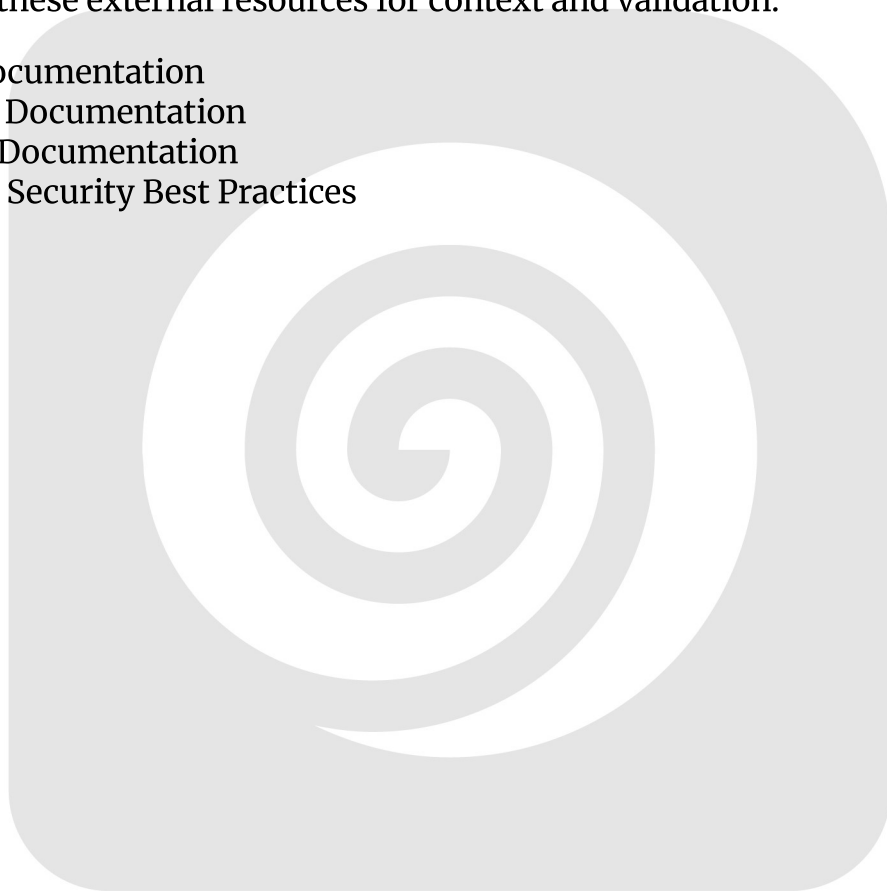 these external resources for context and validation.
ocumentation
Documentation
Documentation
Security Best Practices